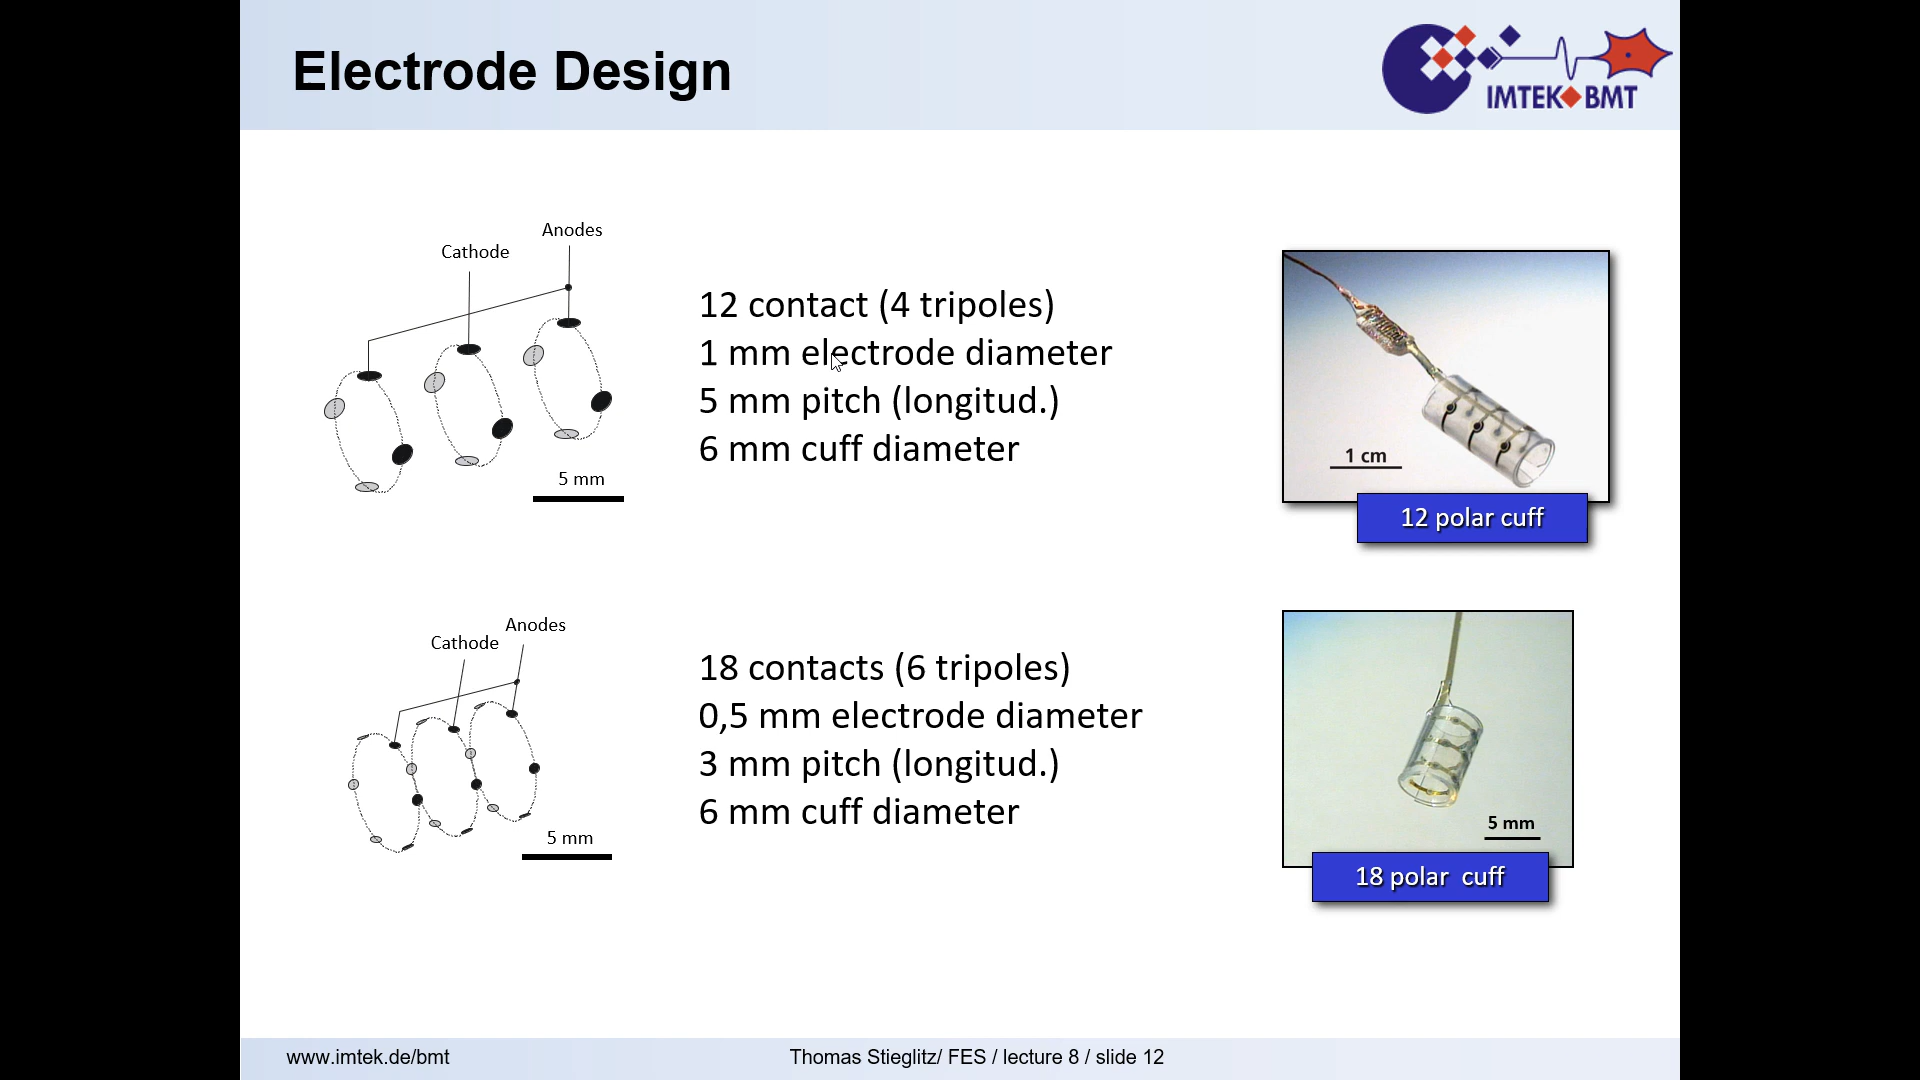 Electrode Design
IMTEK BMT
Anodes
Cathode
5 mm
12 contact (4 tripoles)
1 mm electrode diameter
5 mm pitch (longitud.)
6 mm cuff diameter
1 cm
12 polar cuff
Anodes
Cathode
5 mm
18 contacts (6 tripoles)
0,5 mm electrode diameter
3 mm pitch (longitud.)
6 mm cuff diameter
5 mm
18 polar cuff
www.imtek.de/bmt
Thomas Stieglitz/ FES / lecture 8 / slide 12